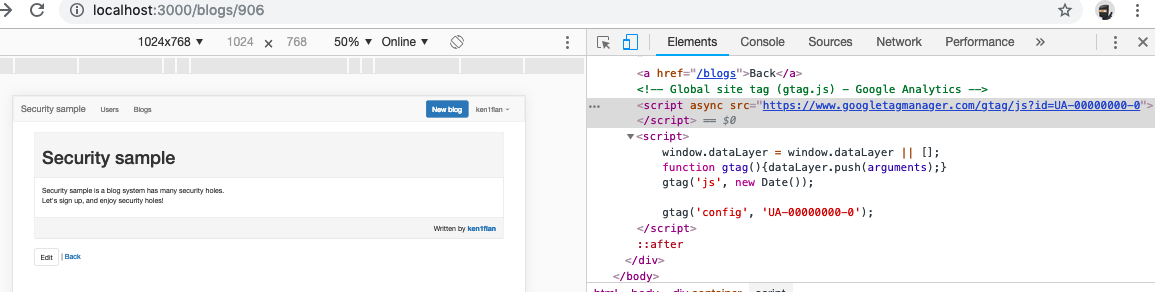 localhost:3000/blogs/906
1024x768 ▼ 1024 × 768 50% ▼ Online ▼
Security sample Users Blogs New blog ken1flan
Security sample
Security sample is a blog system has many security holes.
Let's sign up, and enjoy security holes!
Written by ken1flan
Edit | Back
Elements Console Sources Network Performance »
<a href="/blogs">Back</a>
<!-- Global site tag (gtag.js) - Google Analytics -->
<script async src="https://www.googletagmanager.com/gtag/js?id=UA-00000000-0">
</script> == $0
▼<script>
window.dataLayer = window.dataLayer || [];
function gtag(){dataLayer.push(arguments);}
gtag('js', new Date());
gtag('config', 'UA-00000000-0');
</script>
::after
</div>
</body>
html body div.container script